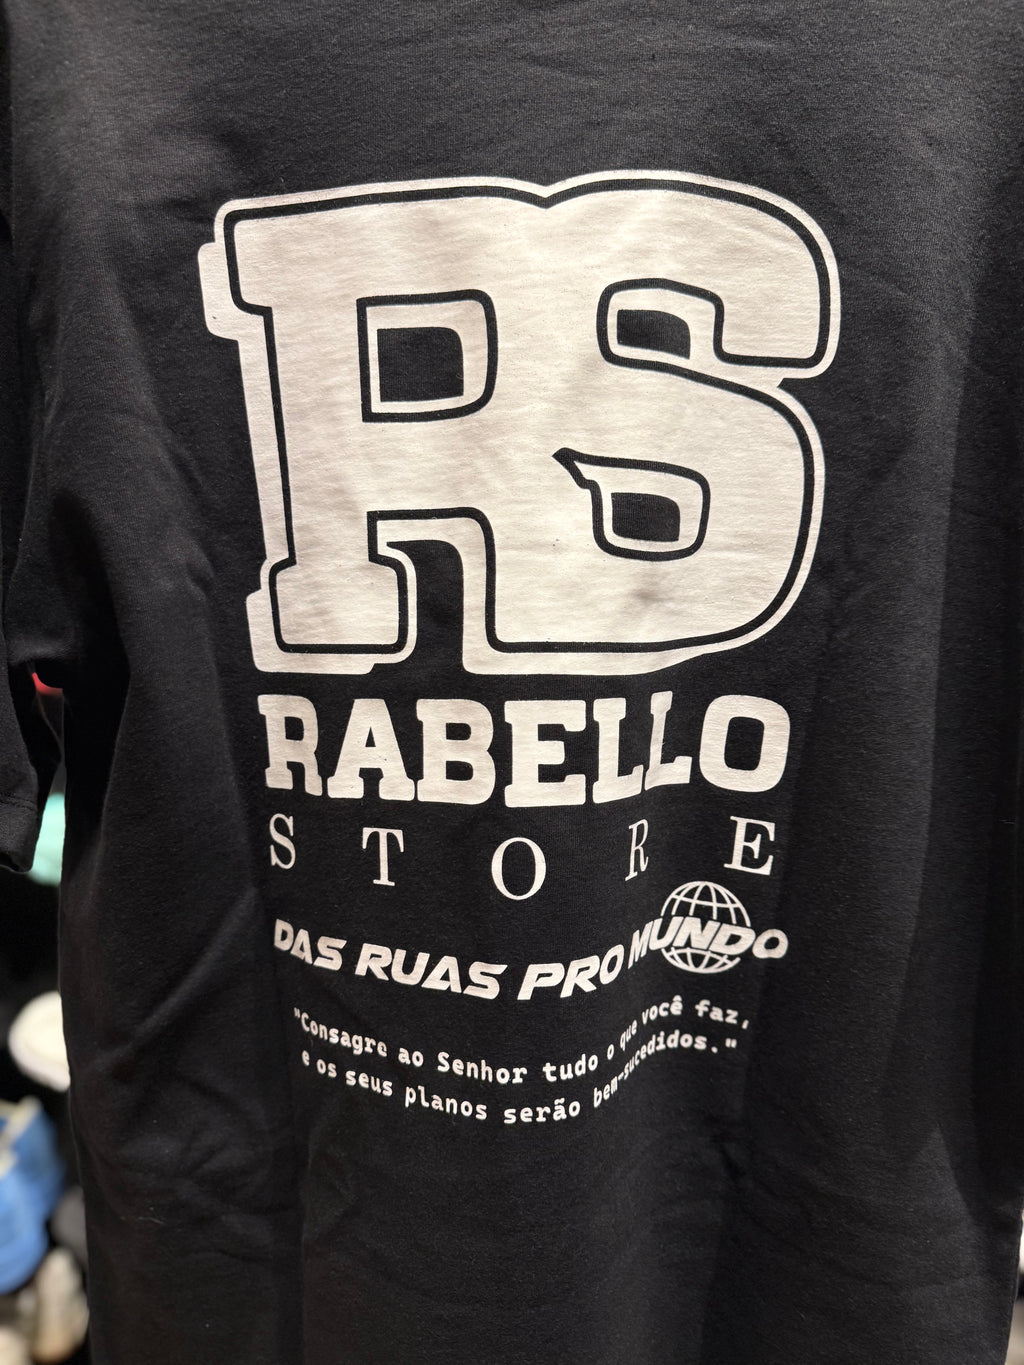 RS
RABELLO
STORE
DAS RUAS PRO MUNDO
"Consagre ao Senhor tudo o que você faz,
e os seus planos serão bem-sucedidos."